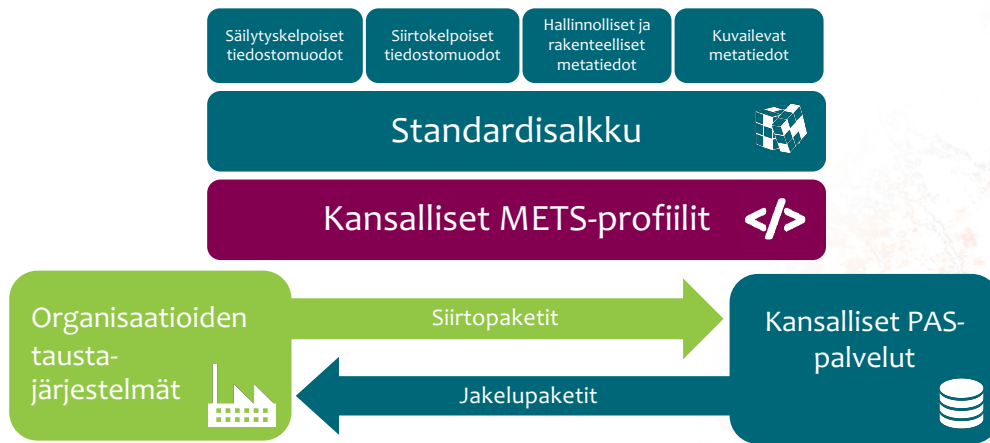 Säilytyskelpoiset
tiedostomuodot
Siirtokelpoiset
tiedostomuodot
Hallinnolliset ja
rakenteelliset
metatiedot
Kuvailevat
metatiedot
Standardisalkku
Kansalliset METS-profiilit </>
Organisaatioiden
tausta-
järjestelmät
Siirtopaketit
Jakelupaketit
Kansalliset PAS-
palvelut